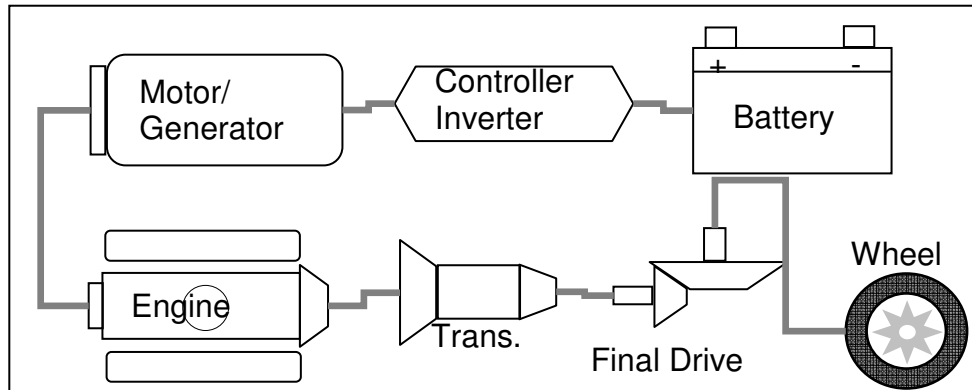 Motor/
Generator
Controller
Inverter
+ -
Battery
Engine
Trans.
Final Drive
Wheel